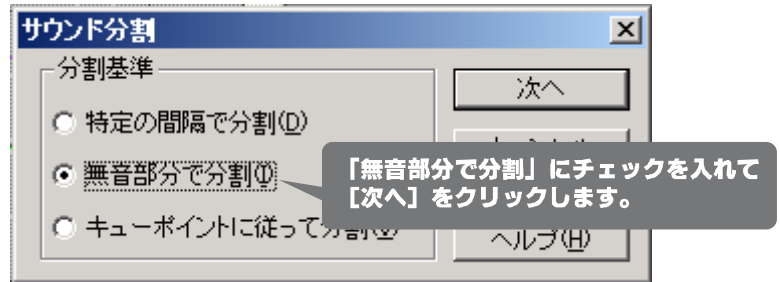 サウンド分割
分割基準
特定の間隔で分割(D)
無音部分で分割(I)
キューポイントに従って分割
次へ
「無音部分で分割」にチェックを入れて
[次へ]をクリックします。
ヘルプ(H)